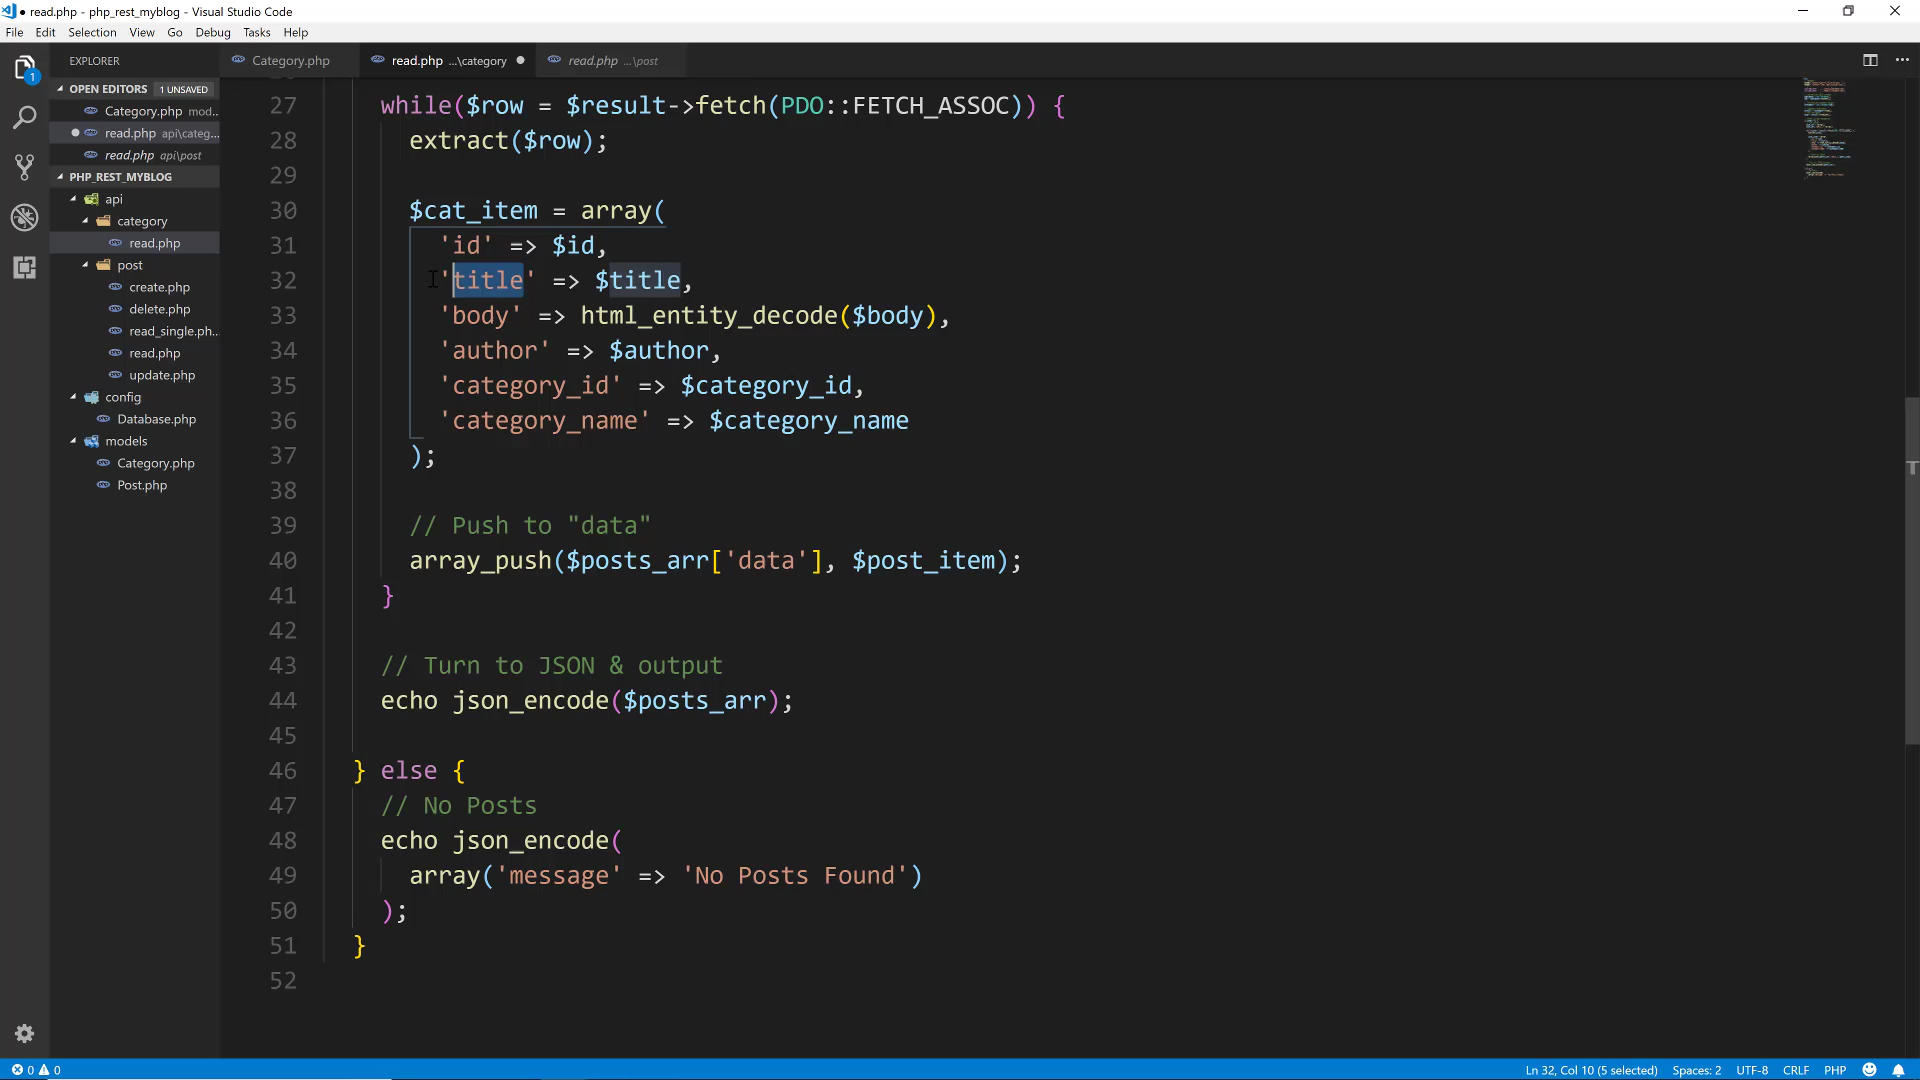 read.php - php_rest_myblog - Visual Studio Code
File Edit Selection View Go Debug Tasks Help
EXPLORER
Category.php
read.php ...\category
read.php ...\post
OPEN EDITORS 1 UNSAVED
Category.php mod...
read.php api\categ...
read.php api\post
PHP_REST_MYBLOG
api
category
read.php
post
create.php
delete.php
read_single.ph...
read.php
update.php
config
Database.php
models
Category.php
Post.php
27 while($row = $result->fetch(PDO::FETCH_ASSOC)) {
28 extract($row);
29
30 $cat_item = array(
31 'id' => $id,
32 'title' => $title,
33 'body' => html_entity_decode($body),
34 'author' => $author,
35 'category_id' => $category_id,
36 'category_name' => $category_name
37 );
38
39 // Push to "data"
40 array_push($posts_arr['data'], $post_item);
41 }
42
43 // Turn to JSON & output
44 echo json_encode($posts_arr);
45
46 } else {
47 // No Posts
48 echo json_encode(
49 array('message' => 'No Posts Found')
50 );
51 }
52
1
0 0 Ln 32, Col 10 (5 selected) Spaces: 2 UTF-8 CRLF PHP